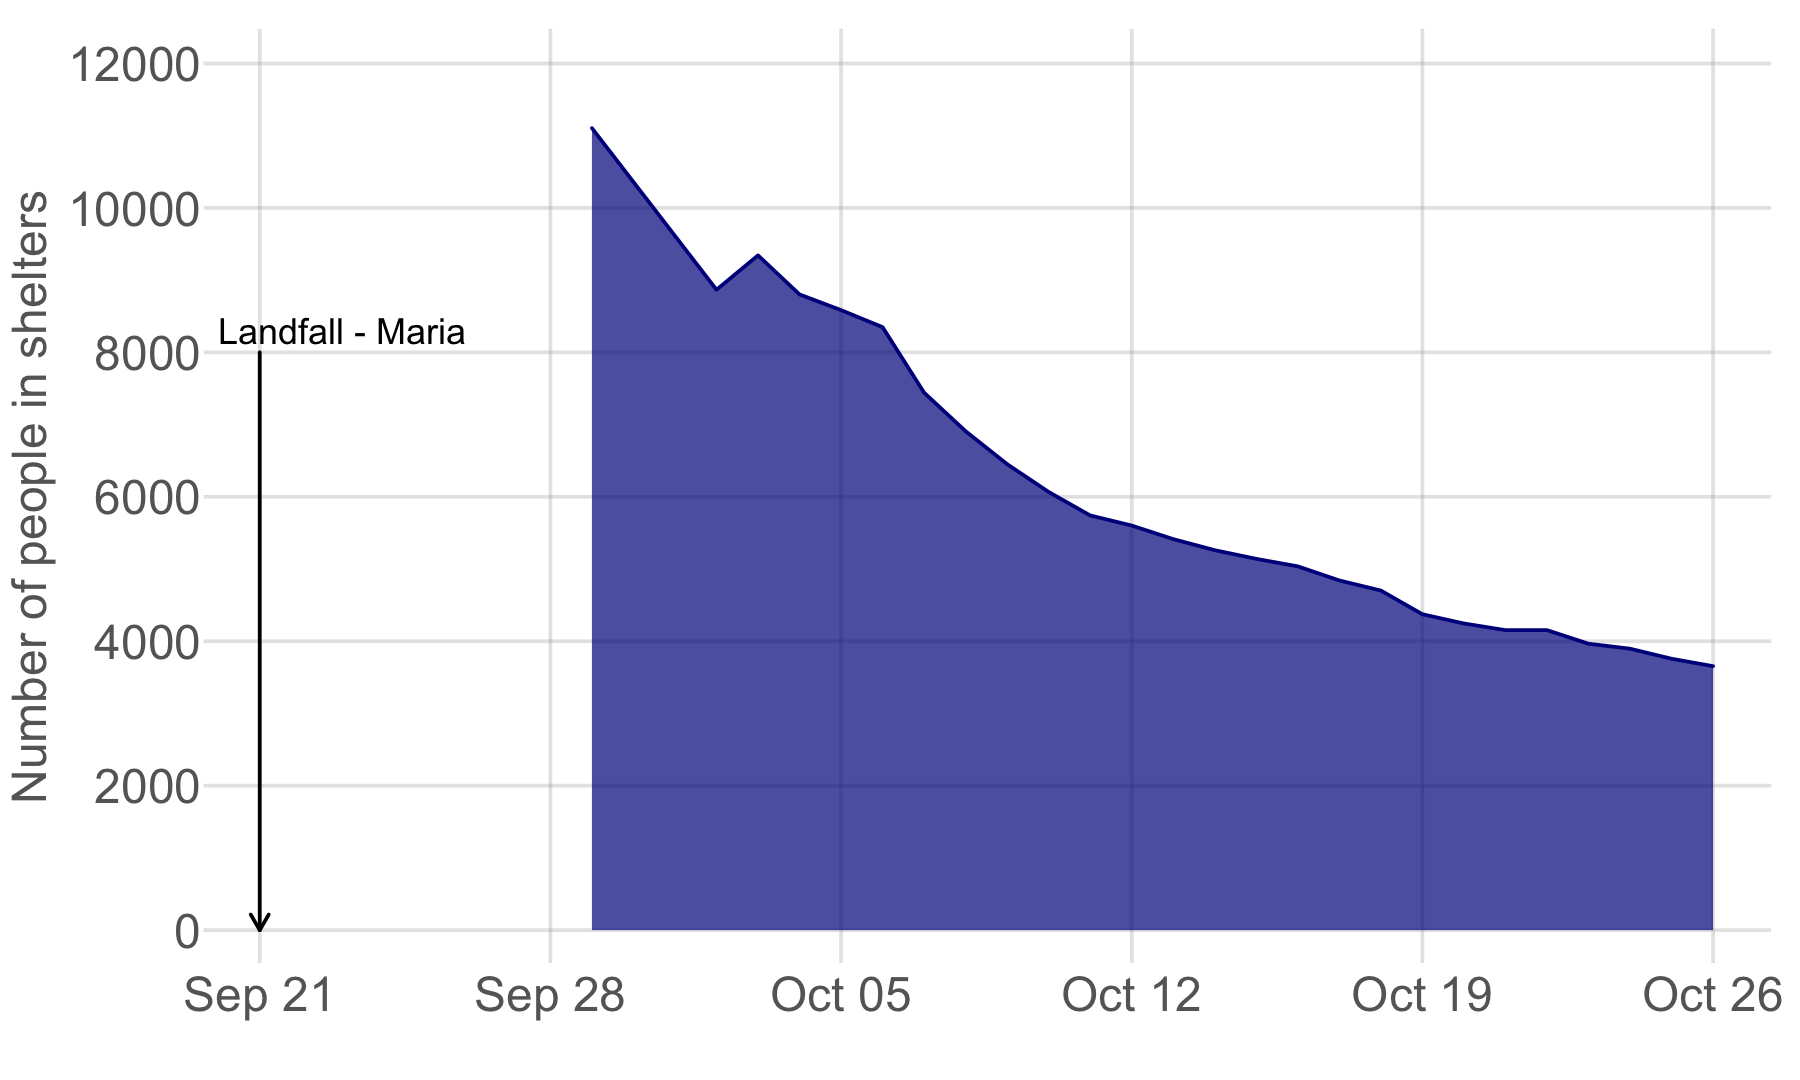 Number of people in shelters
12000
10000
8000
6000
4000
2000
0
Landfall - Maria
Sep 21
Sep 28
Oct 05
Oct 12
Oct 19
Oct 26